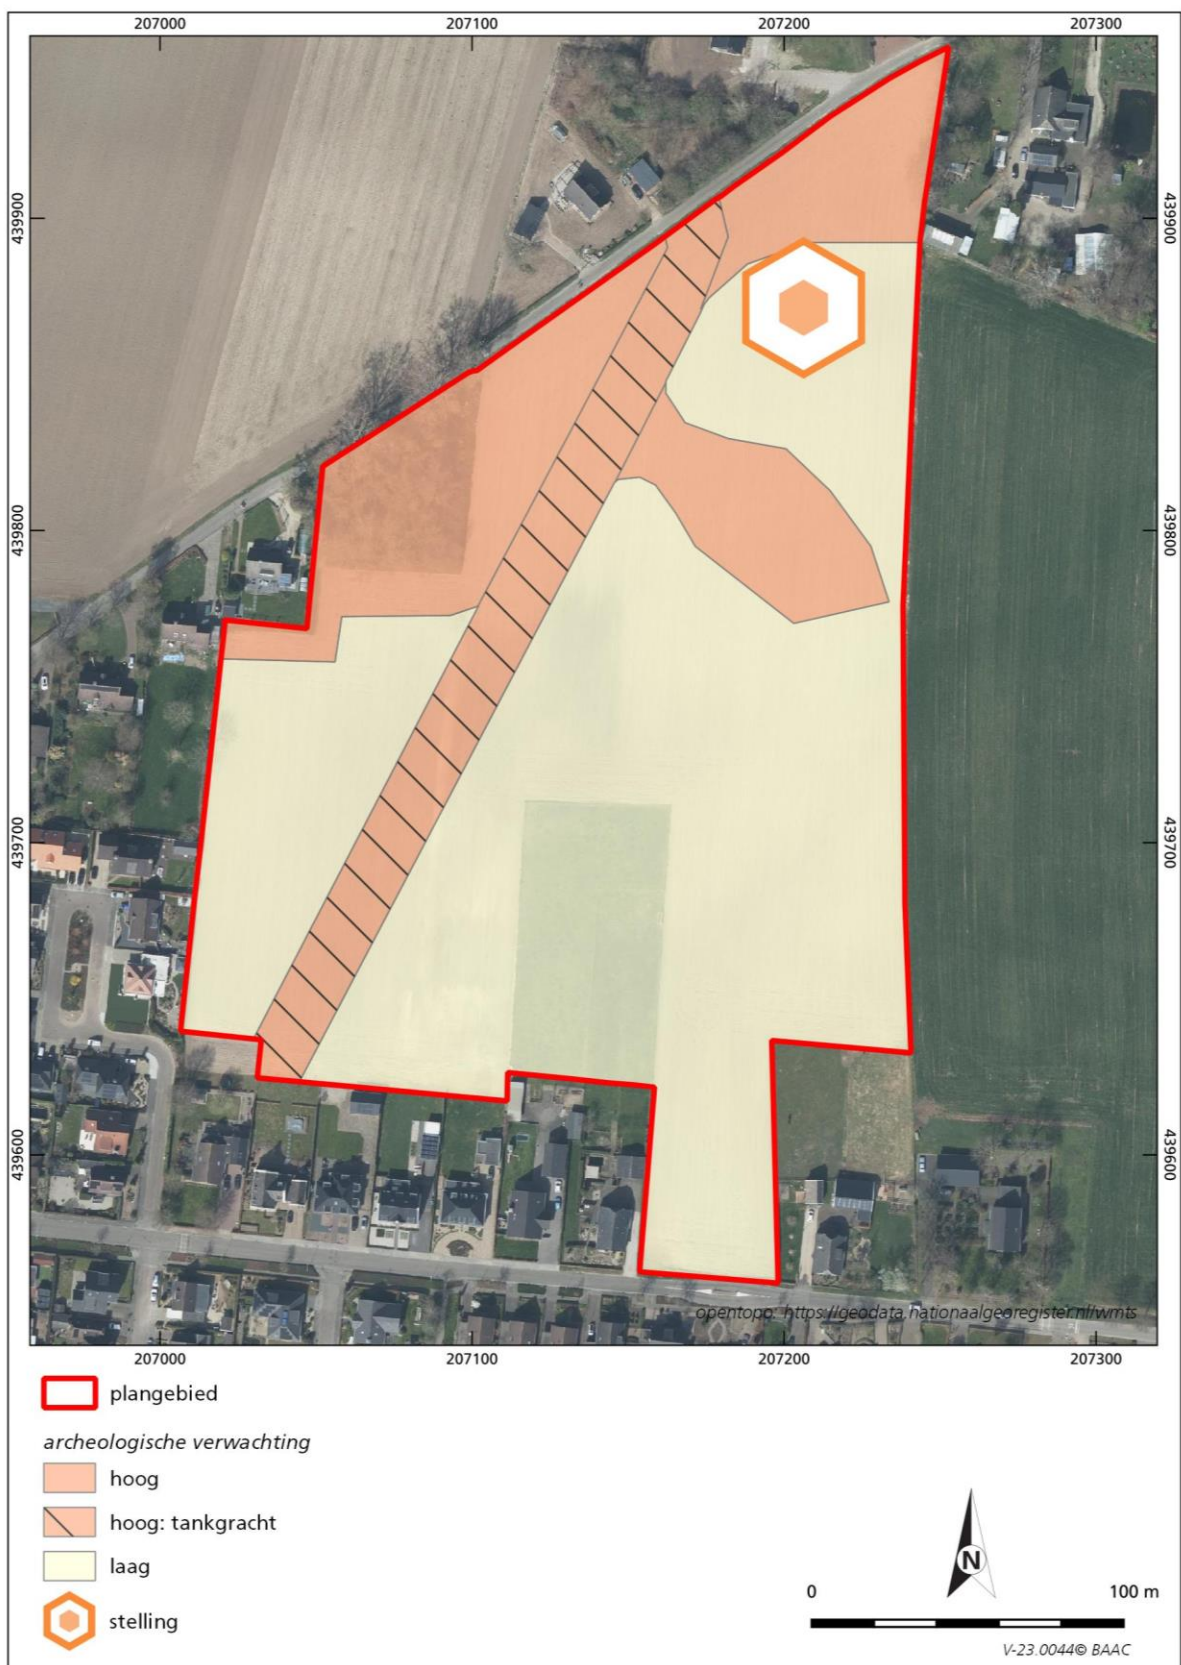 207000 207100 207200 207300
439900 439900
439800 439800
439700 439700
439600 439600
opentopo: https://geodata.nationaalgeoregister.nl/wmts
207000 207100 207200 207300
plangebied
archeologische verwachting
hoog
hoog: tankgracht
laag
stelling
N
0 100 m
V-23.0044© BAAC